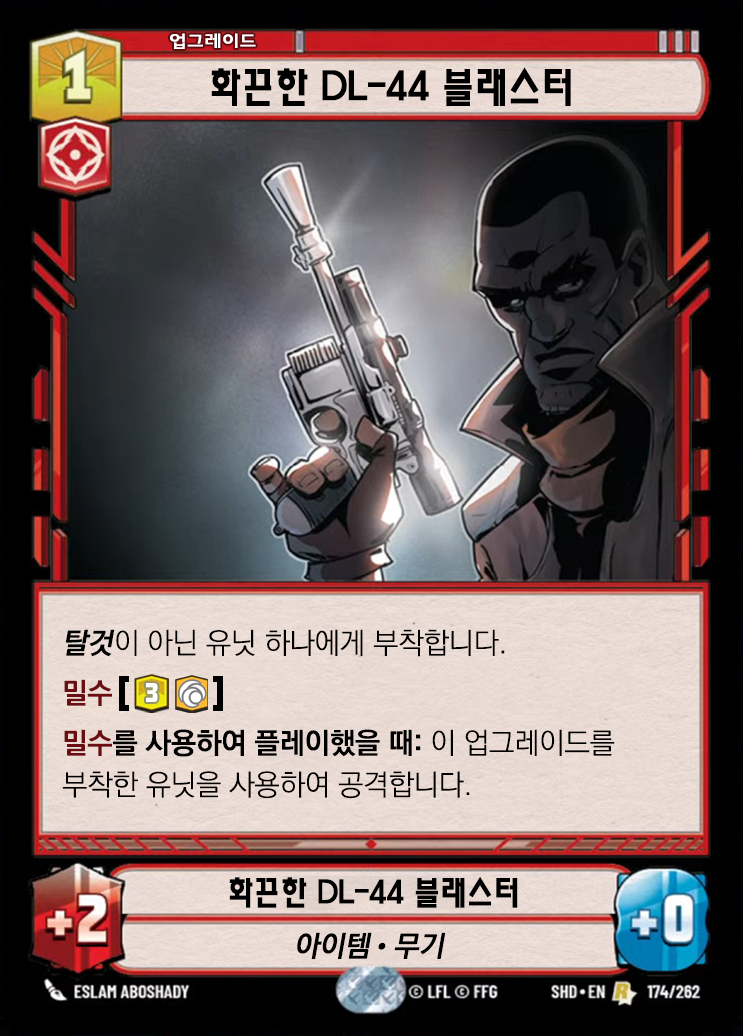 업그레이드
1
화끈한 DL-44 블래스터
탈것이 아닌 유닛 하나에게 부착합니다.
밀수 [3]
밀수를 사용하여 플레이했을 때: 이 업그레이드를
부착한 유닛을 사용하여 공격합니다.
화끈한 DL-44 블래스터
+2
+0
아이템 • 무기
ESLAM ABOSHADY
© LFL © FFG
SHD • EN R 174/262